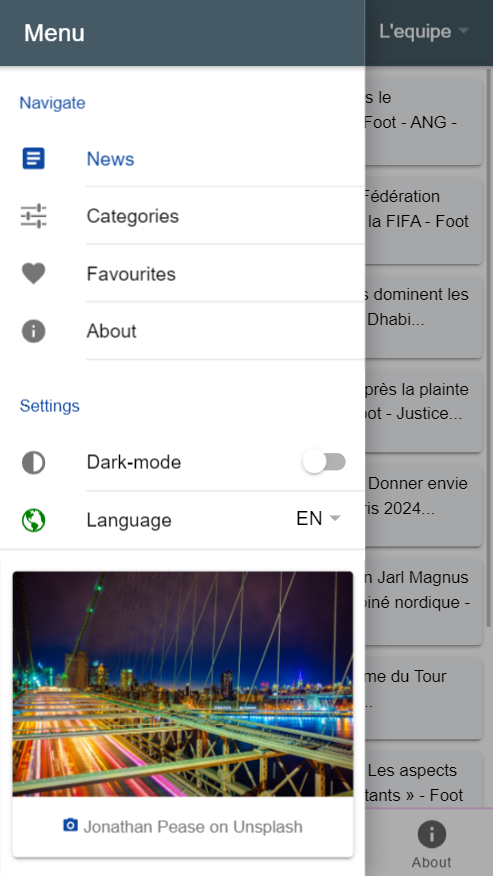 Menu
L'equipe
Navigate
News
Categories
Favourites
About
Settings
Dark-mode
Language
EN
Jonathan Pease on Unsplash
s le
Foot - ANG -
Fédération
la FIFA - Foot
s dominent les
Dhabi...
près la plainte
ot - Justice...
Donner envie
ris 2024...
n Jarl Magnus
iné nordique -
me du Tour
..
Les aspects
tants » - Foot
About